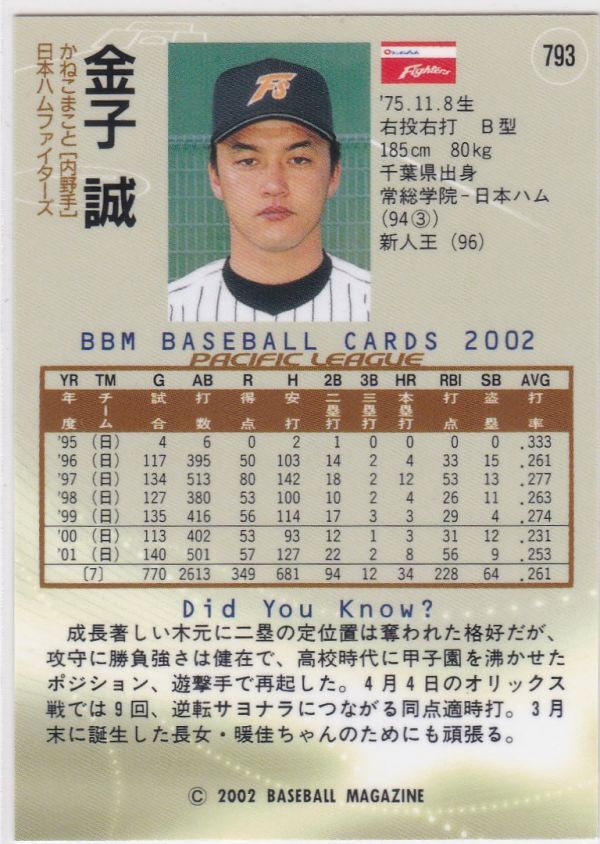 793
金子 誠
かねこまこと[内野手]
日本ハムファイターズ
Fs
Fighters
'75.11.8生
右投右打 B型
185cm 80kg
千葉県出身
常総学院-日本ハム
(94③)
新人王(96)
BBM BASEBALL CARDS 2002
PACIFIC LEAGUE
YR TM G AB R H 2B 3B HR RBI SB AVG
年度 チーム 試合 打数 得点 安打 二塁打 三塁打 本塁打 打点 盗塁 打率
'95 (日) 4 6 0 2 1 0 0 0 0 .333
'96 (日) 117 395 50 103 14 2 4 33 15 .261
'97 (日) 134 513 80 142 18 2 12 53 13 .277
'98 (日) 127 380 53 100 10 2 4 26 11 .263
'99 (日) 135 416 56 114 17 3 3 29 4 .274
'00 (日) 113 402 53 93 12 1 3 31 12 .231
'01 (日) 140 501 57 127 22 2 8 56 9 .253
[7] 770 2613 349 681 94 12 34 228 64 .261
Did You Know?
成長著しい木元に二塁の定位置は奪われた格好だが、
攻守に勝負強さは健在で、高校時代に甲子園を沸かせた
ポジション、遊撃手で再起した。4月4日のオリックス
戦では9回、逆転サヨナラにつながる同点適時打。3月
末に誕生した長女・暖佳ちゃんのためにも頑張る。
© 2002 BASEBALL MAGAZINE